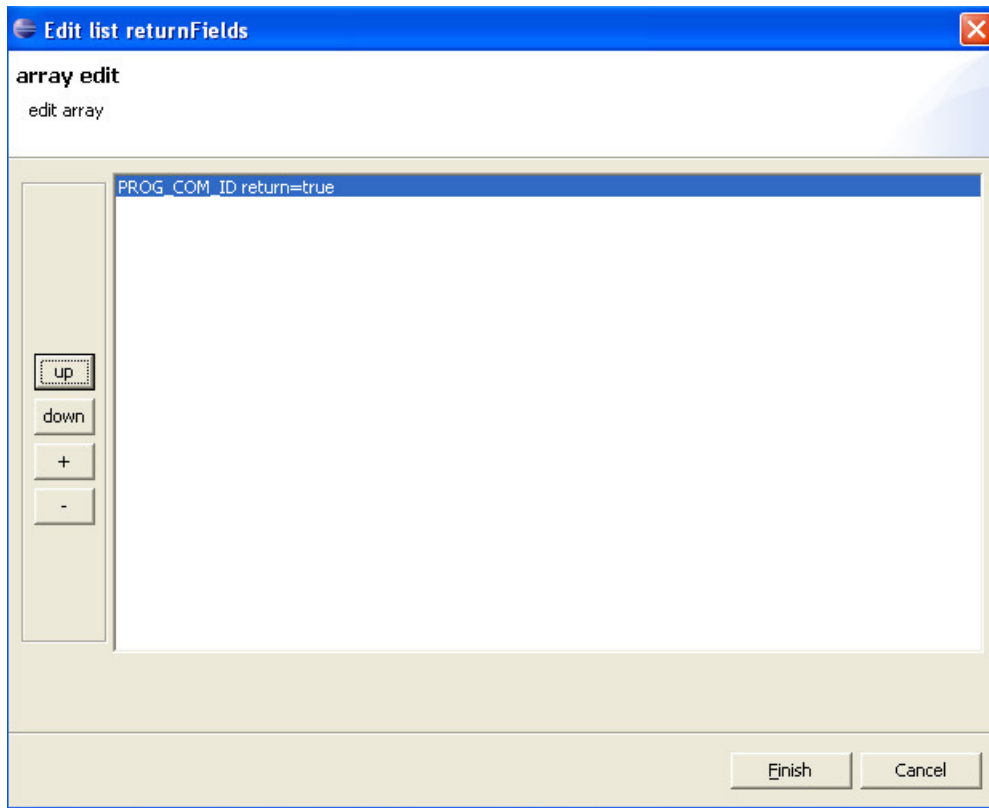 Edit list returnFields
array edit
edit array
PROG_COM_ID return=true
up
down
+
-
Finish
Cancel